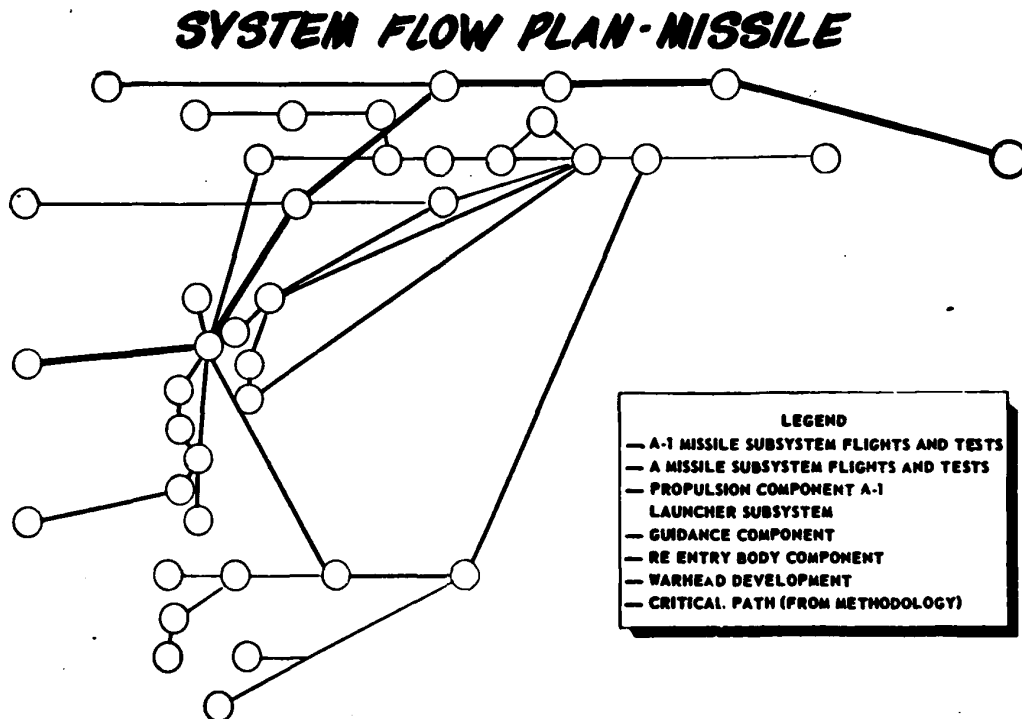 SYSTEM FLOW PLAN-MISSILE
LEGEND
— A-1 MISSILE SUBSYSTEM FLIGHTS AND TESTS
— A MISSILE SUBSYSTEM FLIGHTS AND TESTS
— PROPULSION COMPONENT A-1
LAUNCHER SUBSYSTEM
— GUIDANCE COMPONENT
— RE ENTRY BODY COMPONENT
— WARHEAD DEVELOPMENT
— CRITICAL PATH (FROM METHODOLOGY)